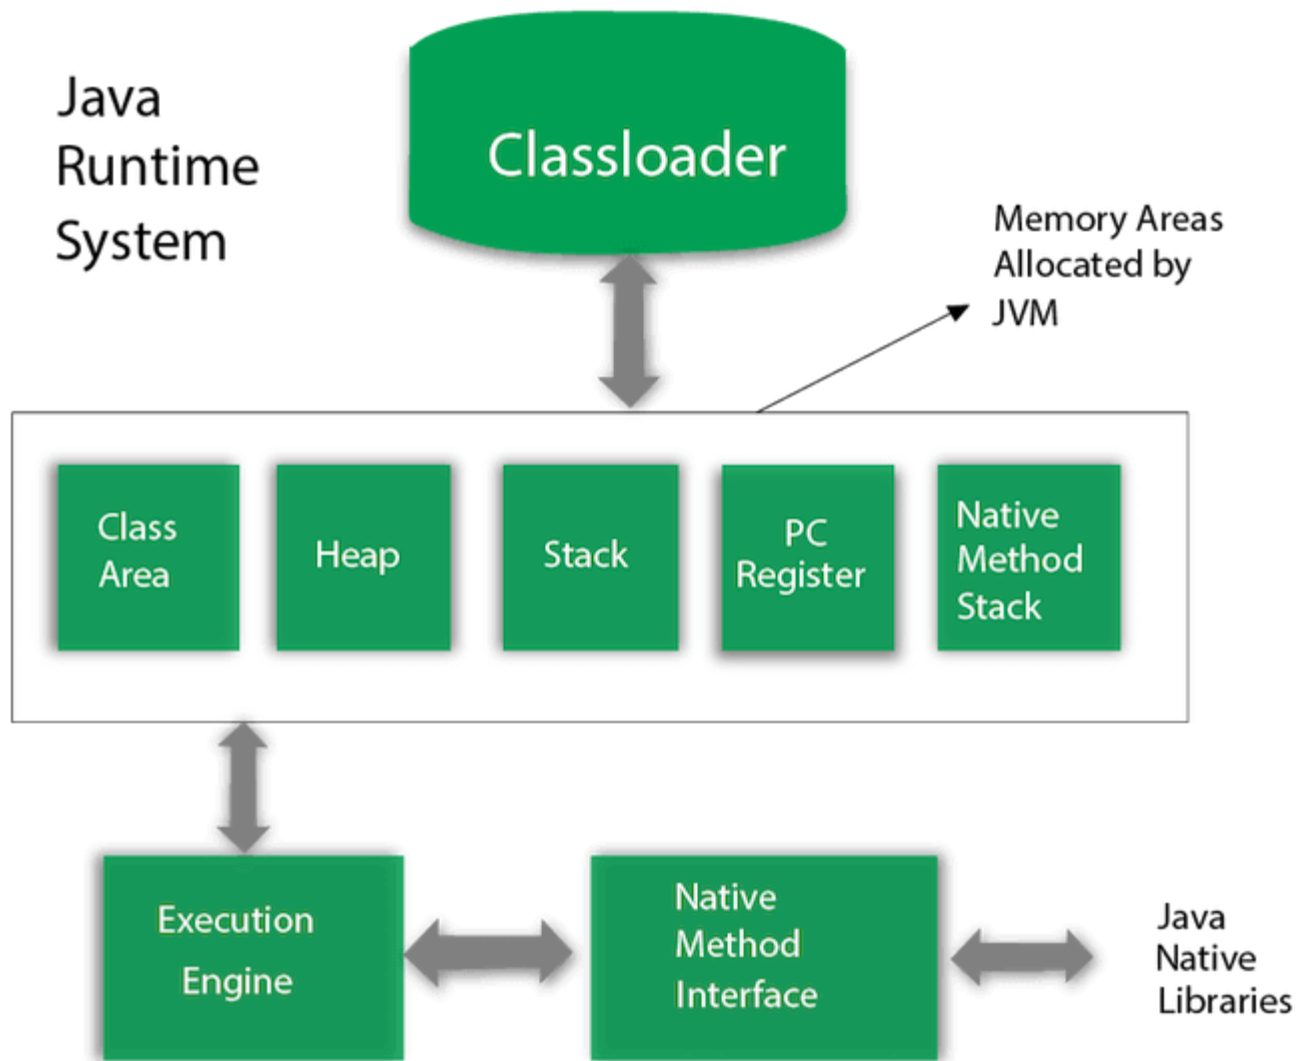 Java
Runtime
System
Classloader
Memory Areas
Allocated by
JVM
Class
Area
Heap
Stack
PC
Register
Native
Method
Stack
Execution
Engine
Native
Method
Interface
Java
Native
Libraries